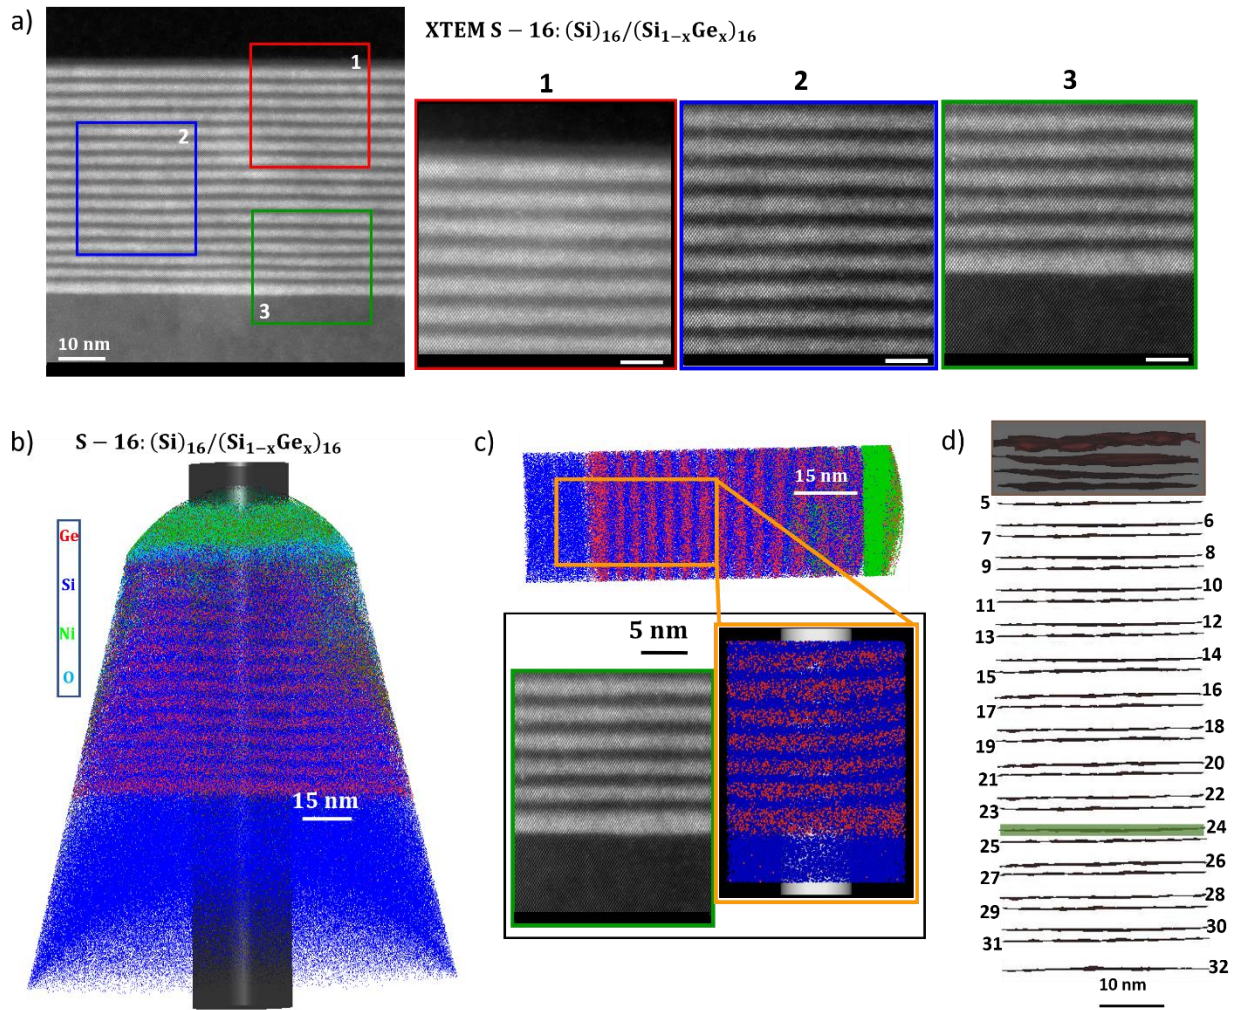 a)
XTEM S − 16: (Si)₁₆/(Si₁₋ₓGeₓ)₁₆
1
2
3
10 nm
1
2
3
b)
S − 16: (Si)₁₆/(Si₁₋ₓGeₓ)₁₆
Ge
Si
Ni
O
15 nm
c)
15 nm
5 nm
d)
5
6
7
8
9
10
11
12
13
14
15
16
17
18
19
20
21
22
23
24
25
26
27
28
29
30
31
32
10 nm